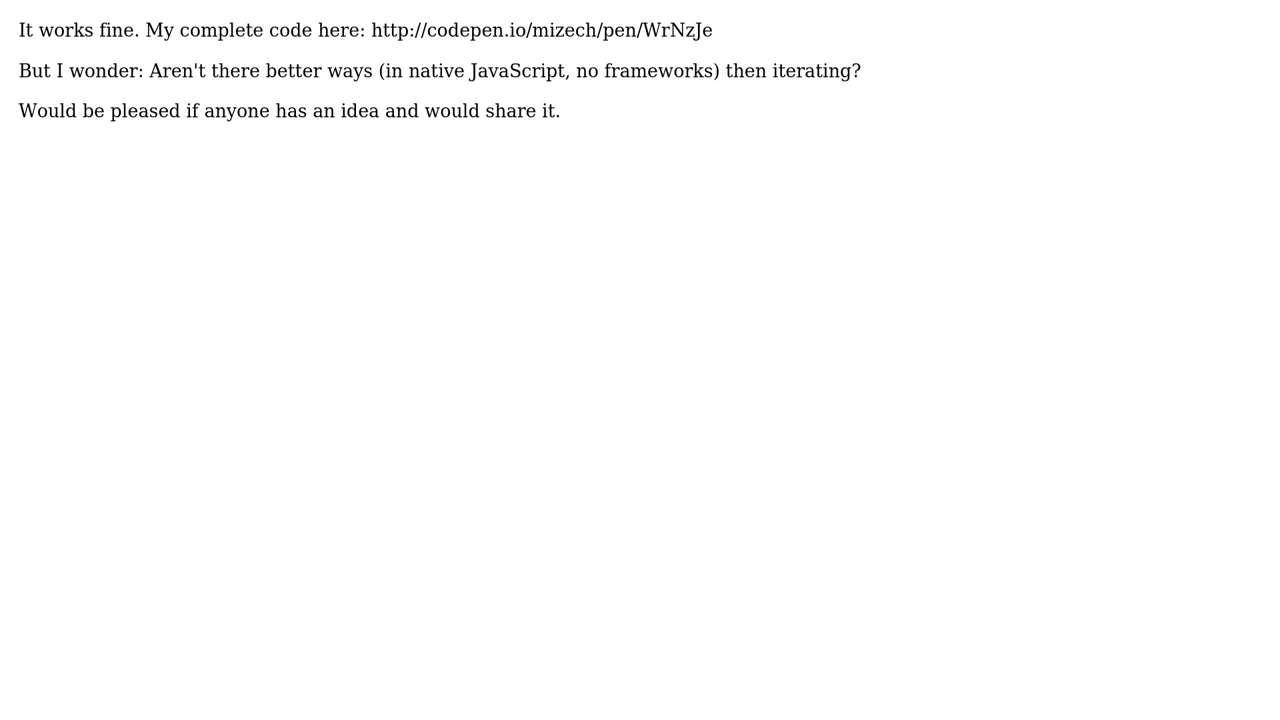 It works fine. My complete code here: http://codepen.io/mizech/pen/WrNzJe
But I wonder: Aren't there better ways (in native JavaScript, no frameworks) then iterating?
Would be pleased if anyone has an idea and would share it.